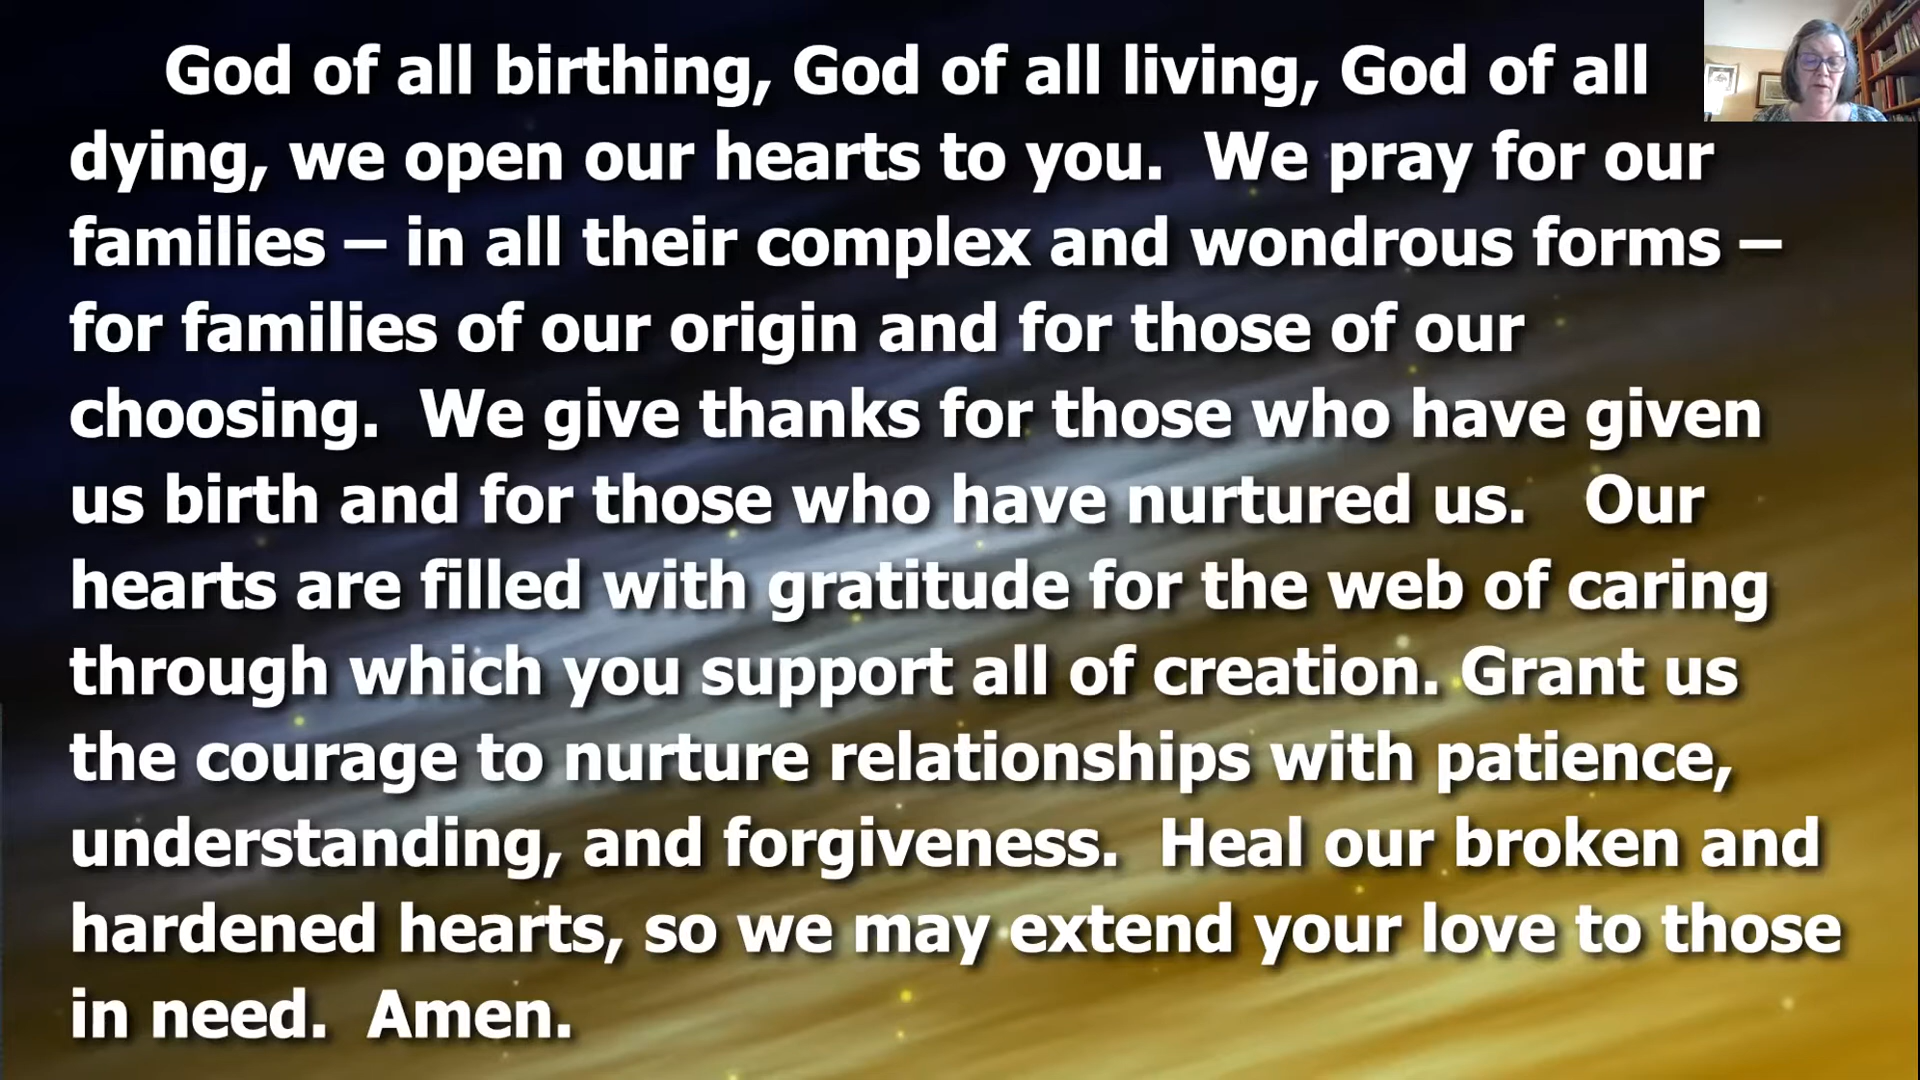 God of all birthing, God of all living, God of all
dying, we open our hearts to you.  We pray for our
families – in all their complex and wondrous forms –
for families of our origin and for those of our
choosing.  We give thanks for those who have given
us birth and for those who have nurtured us.   Our
hearts are filled with gratitude for the web of caring
through which you support all of creation. Grant us
the courage to nurture relationships with patience,
understanding, and forgiveness.  Heal our broken and
hardened hearts, so we may extend your love to those
in need.  Amen.